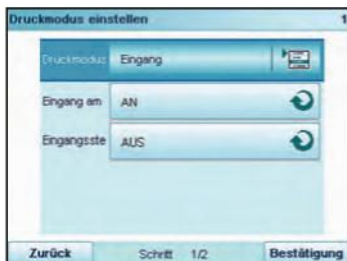 Druckmodus einstellen 1
Druckmodus Eingang
Eingang am AN
Eingangsste AUS
Zurück Schritt 1/2 Bestätigung